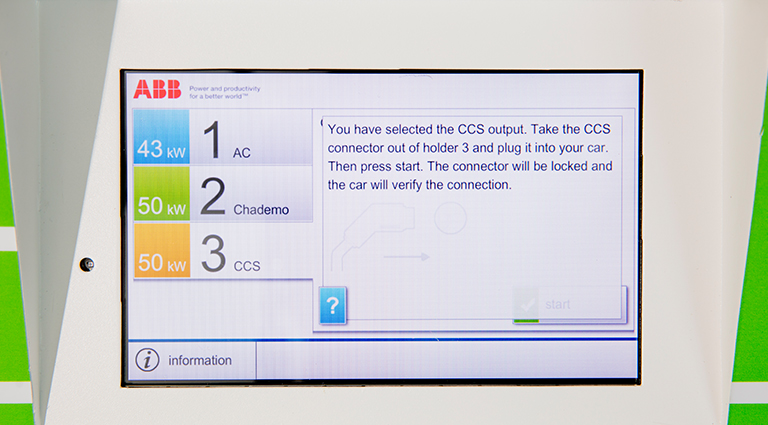 ABB
Power and productivity
for a better world™
43 kW 1 AC
50 kW 2 Chademo
50 kW 3 CCS
You have selected the CCS output. Take the CCS
connector out of holder 3 and plug it into your car.
Then press start. The connector will be locked and
the car will verify the connection.
?
start
i information